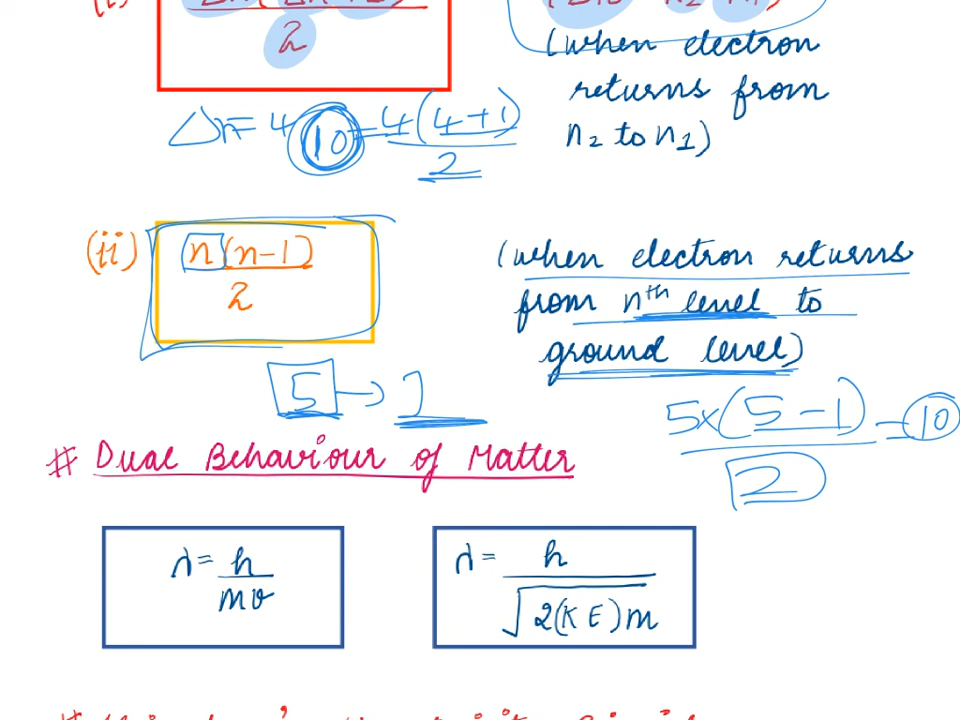 2
(when electron
returns from
n₂ to n₁)
Δn = 4 10 = 4(4+1)
2
(ii) n(n-1)
2
(when electron returns
from nth level to
ground level)
5 → 1
5×(5-1) = 10
2
# Dual Behaviour of Matter
λ = h
mv
λ = h
√2(KE)m